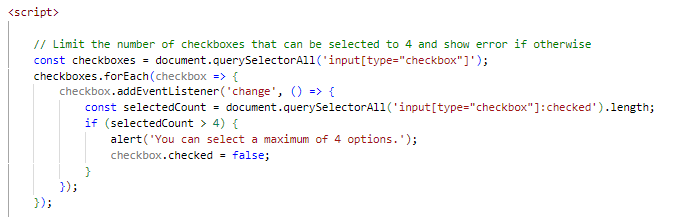 <script>
// Limit the number of checkboxes that can be selected to 4 and show error if otherwise
const checkboxes = document.querySelectorAll('input[type="checkbox"]');
checkboxes.forEach(checkbox => {
checkbox.addEventListener('change', () => {
const selectedCount = document.querySelectorAll('input[type="checkbox"]:checked').length;
if (selectedCount > 4) {
alert('You can select a maximum of 4 options.');
checkbox.checked = false;
}
});
});